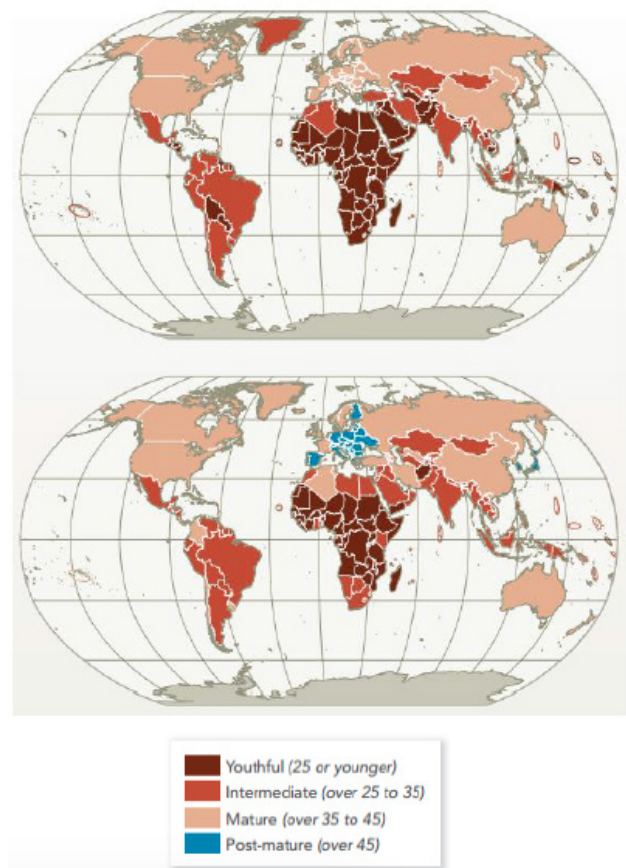 Youthful (25 or younger)
Intermediate (over 25 to 35)
Mature (over 35 to 45)
Post-mature (over 45)